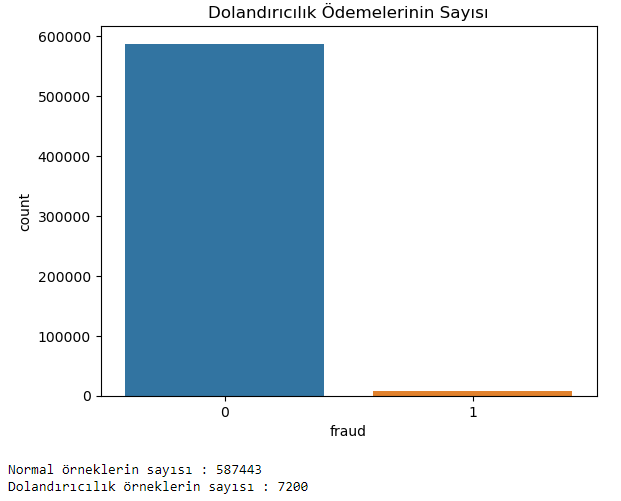 Dolandırıcılık Ödemelerinin Sayısı
600000
500000
400000
300000
200000
100000
0
count
0 1
fraud
Normal örneklerin sayısı : 587443
Dolandırıcılık örneklerin sayısı : 7200